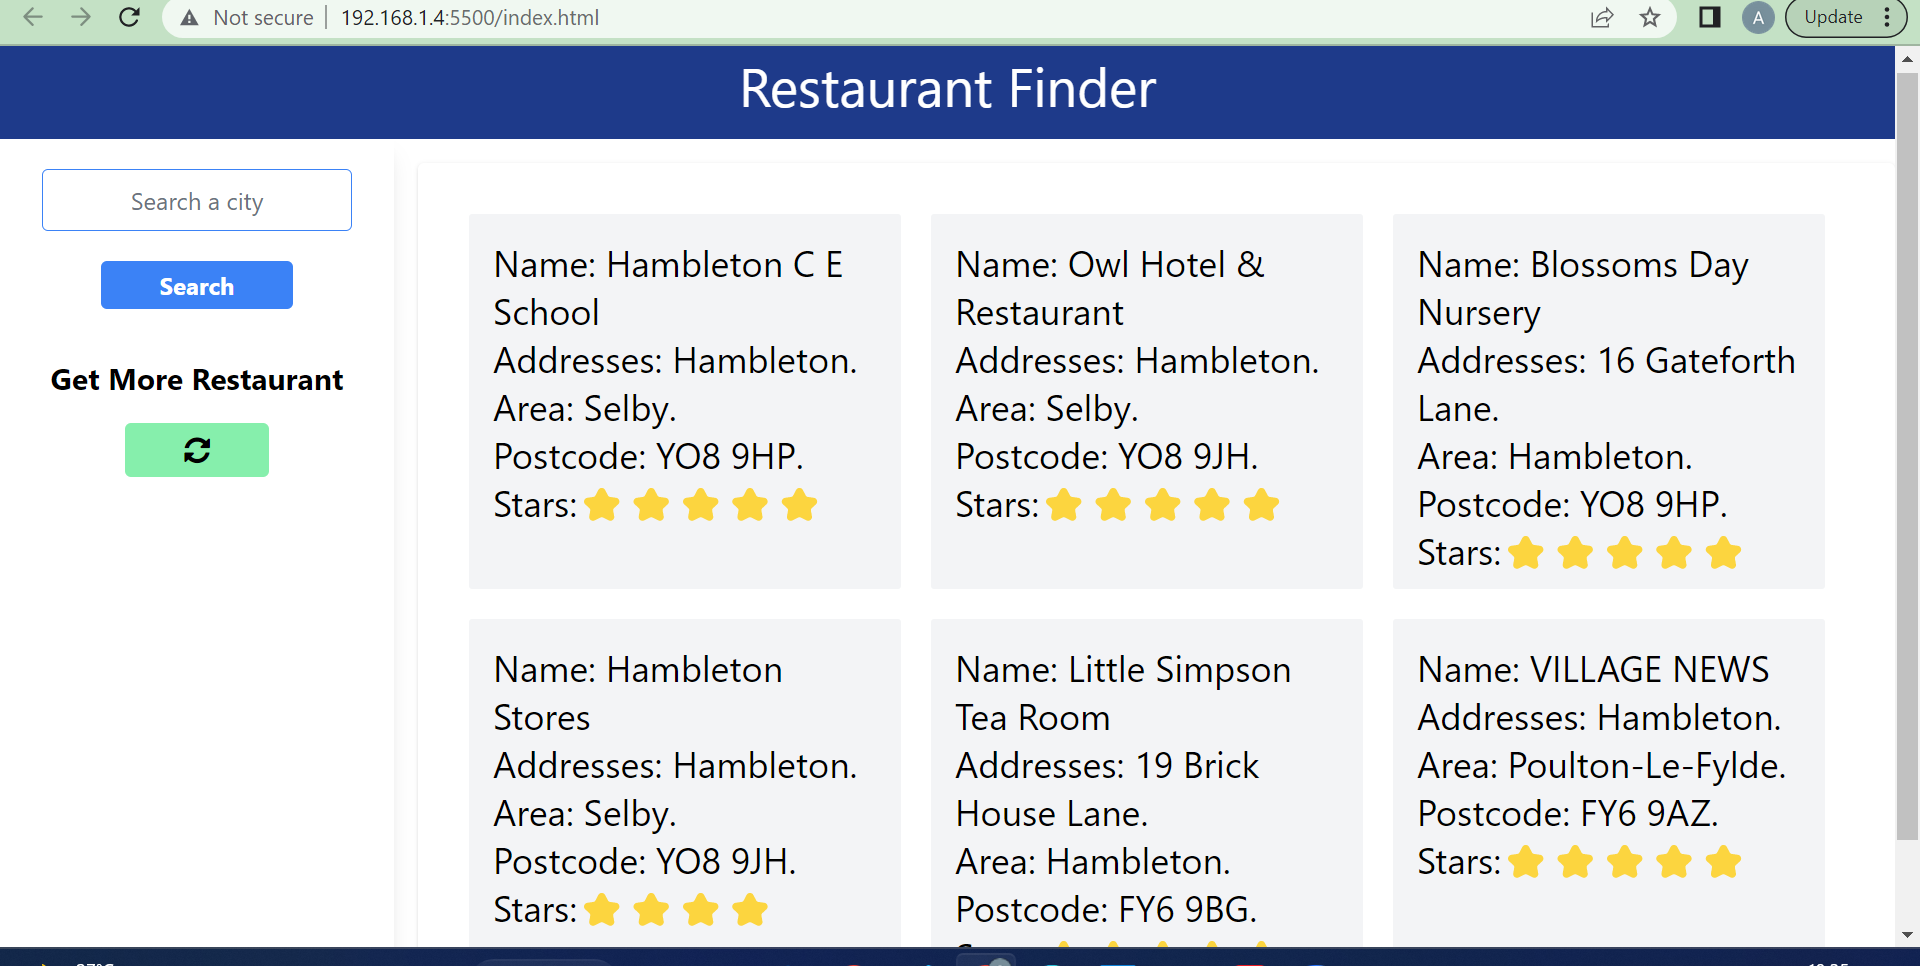 Not secure
192.168.1.4:5500/index.html
A
Update
Restaurant Finder
Search a city
Search
Get More Restaurant
Name: Hambleton C E
School
Addresses: Hambleton.
Area: Selby.
Postcode: YO8 9HP.
Stars:
Name: Owl Hotel &
Restaurant
Addresses: Hambleton.
Area: Selby.
Postcode: YO8 9JH.
Stars:
Name: Blossoms Day
Nursery
Addresses: 16 Gateforth
Lane.
Area: Hambleton.
Postcode: YO8 9HP.
Stars:
Name: Hambleton
Stores
Addresses: Hambleton.
Area: Selby.
Postcode: YO8 9JH.
Stars:
Name: Little Simpson
Tea Room
Addresses: 19 Brick
House Lane.
Area: Hambleton.
Postcode: FY6 9BG.
Name: VILLAGE NEWS
Addresses: Hambleton.
Area: Poulton-Le-Fylde.
Postcode: FY6 9AZ.
Stars: